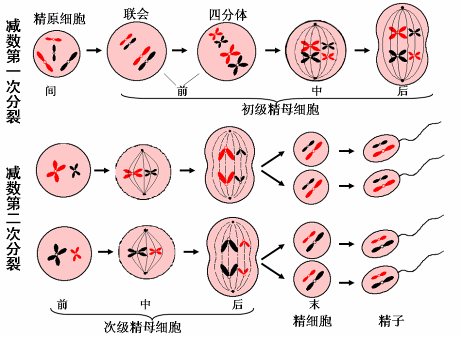 减数第一次分裂
精原细胞
联会
四分体
间
前
中
后
初级精母细胞
减数第二次分裂
前
中
后
末
次级精母细胞
精细胞
精子